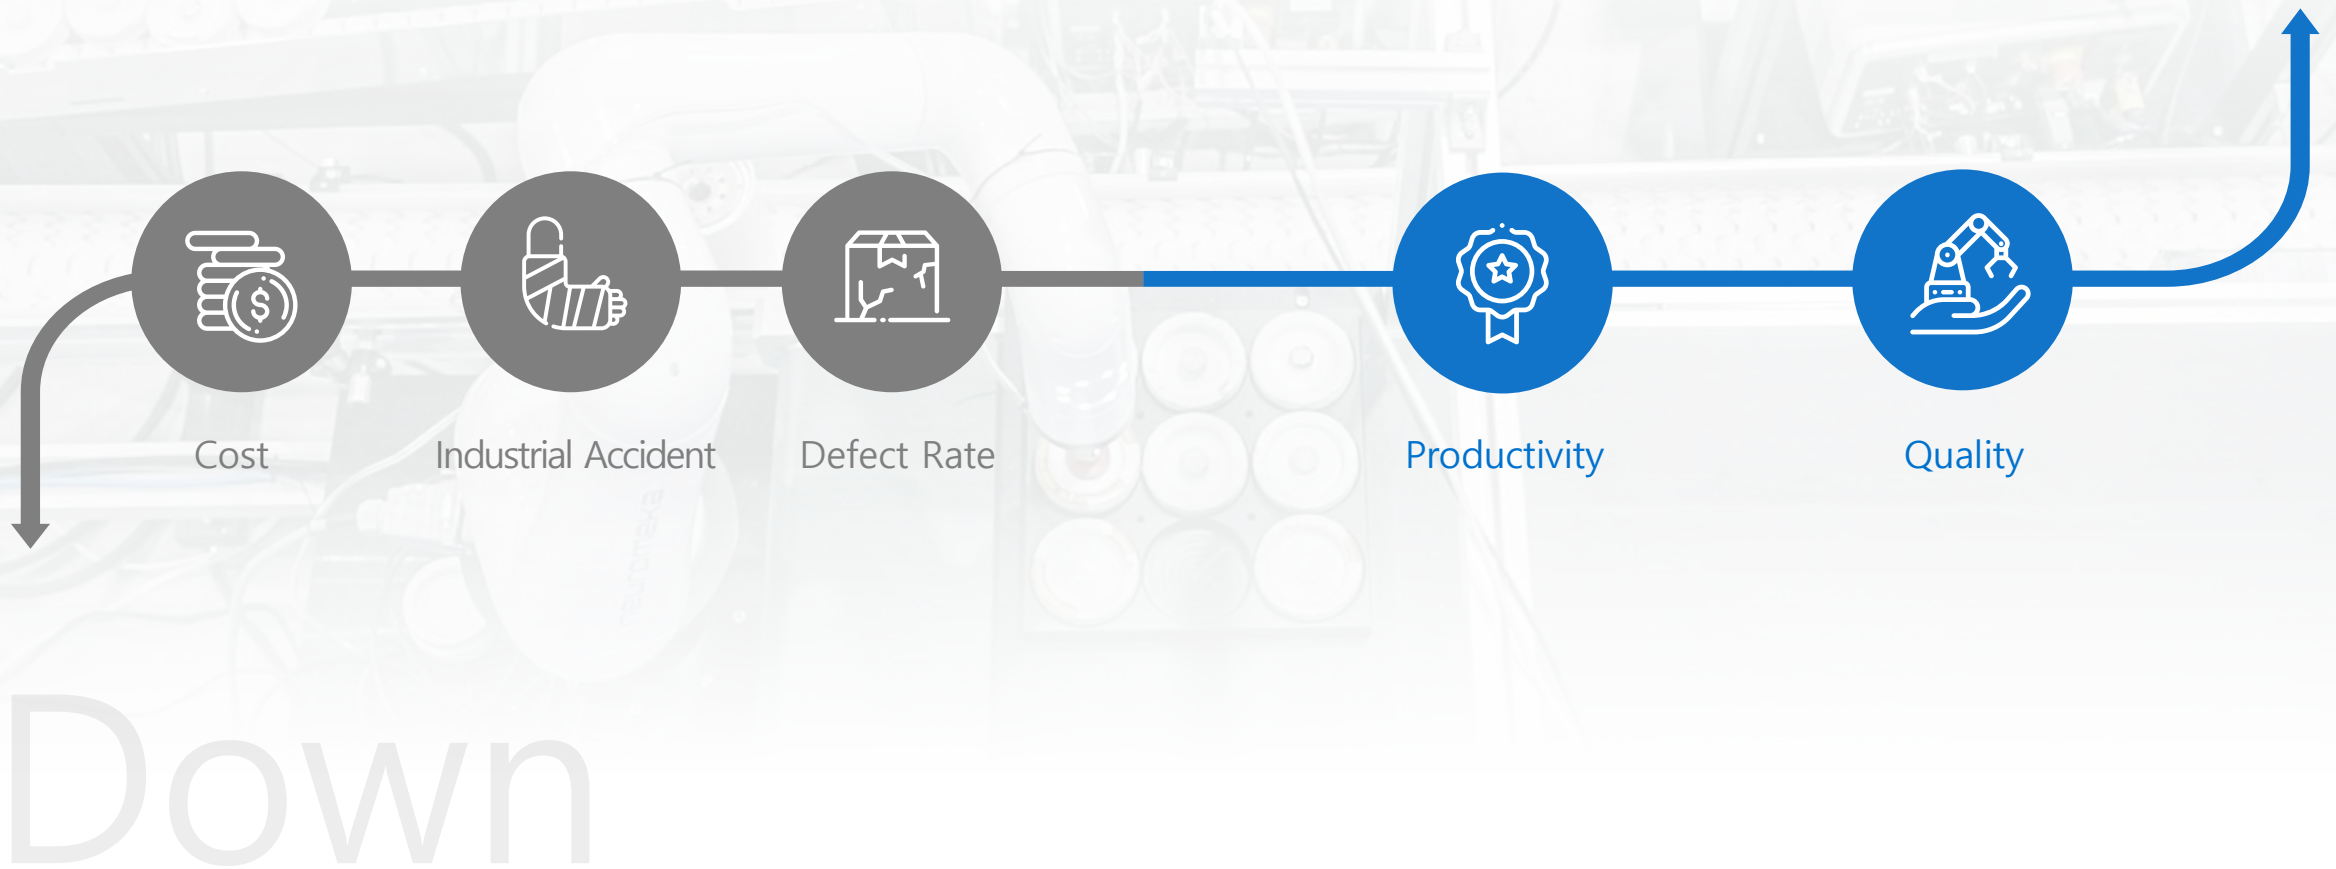 Cost
Industrial Accident
Defect Rate
Productivity
Quality
Down